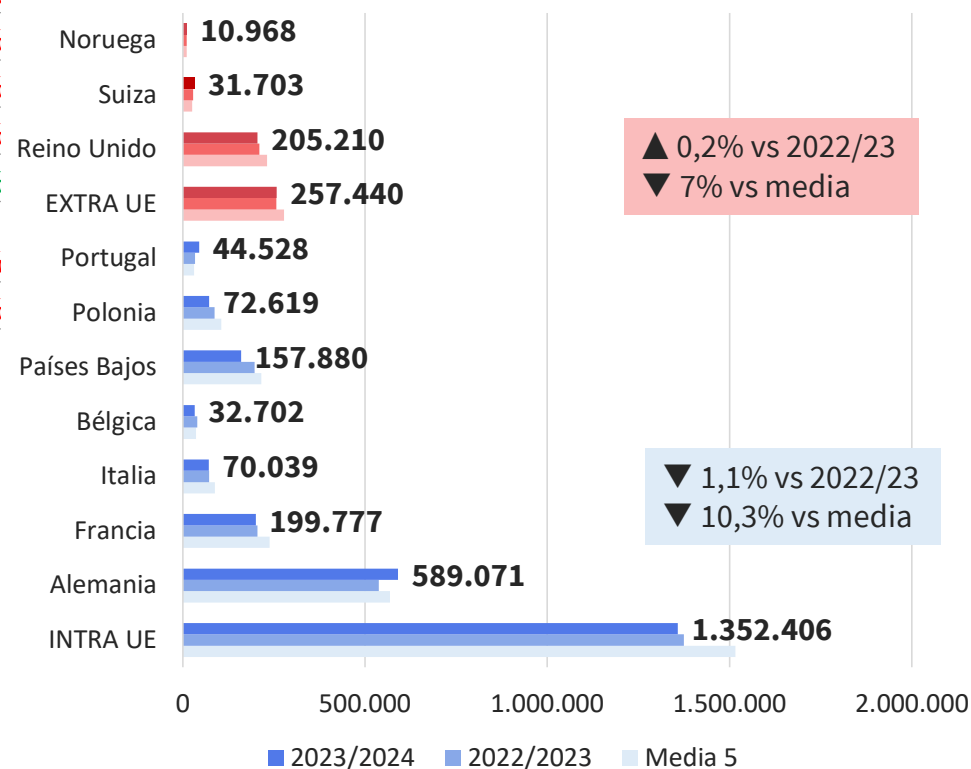 Noruega 10.968
Suiza 31.703
Reino Unido 205.210
EXTRA UE 257.440
Portugal 44.528
Polonia 72.619
Países Bajos 157.880
Bélgica 32.702
Italia 70.039
Francia 199.777
Alemania 589.071
INTRA UE 1.352.406
▲ 0,2% vs 2022/23
▼ 7% vs media
▼ 1,1% vs 2022/23
▼ 10,3% vs media
0 500.000 1.000.000 1.500.000 2.000.000
2023/2024 2022/2023 Media 5